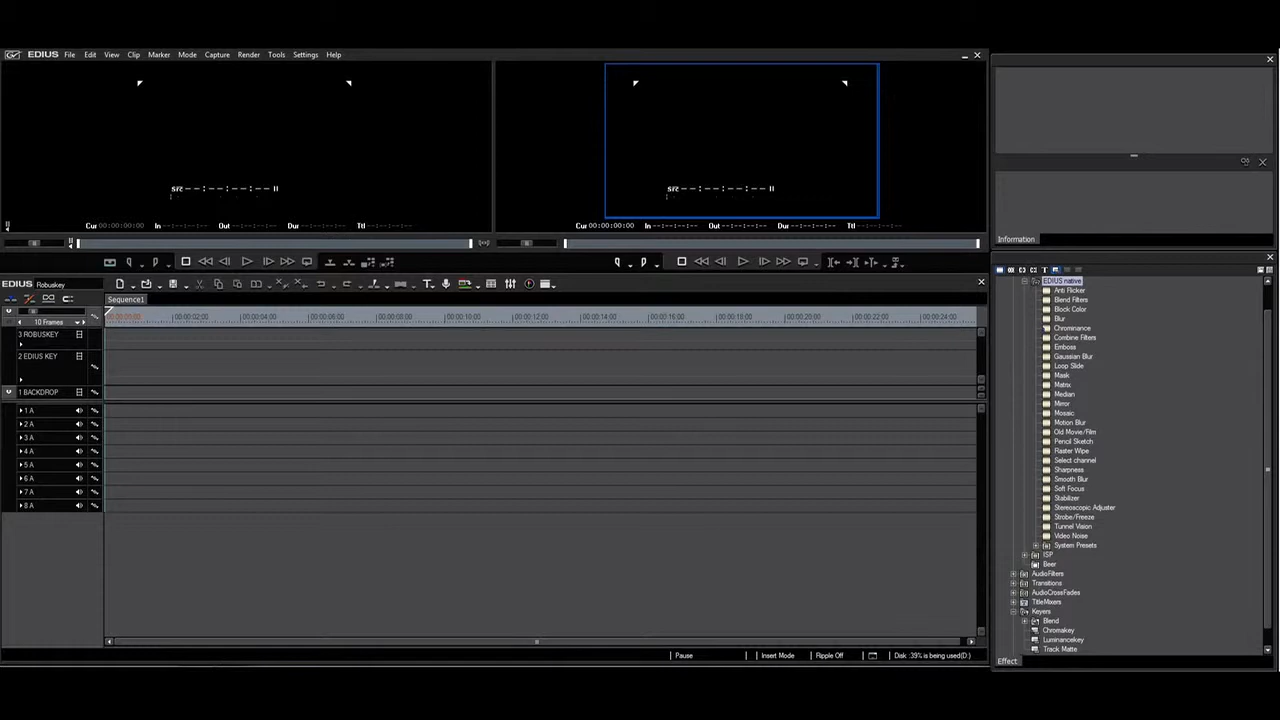 EDIUS File Edit View Clip Marker Mode Capture Render Tools Settings Help
src--:--:--:-- II
src--:--:--:-- II
Cur 00:00:00:00 In --:--:--:-- Out --:--:--:-- Dur --:--:--:-- Ttl --:--:--:--
Cur 00:00:00:00 In --:--:--:-- Out --:--:--:-- Dur --:--:--:-- Ttl --:--:--:--
Information
EDIUS Robuskey
Sequence1
10 Frames
00:00:00:00 00:00:02:00 00:00:04:00 00:00:06:00 00:00:08:00 00:00:10:00 00:00:12:00 00:00:14:00 00:00:16:00 00:00:18:00 00:00:20:00 00:00:22:00 00:00:24:00
3 ROBUSKEY
2 EDIUS KEY
1 BACKDROP
1 A
2 A
3 A
4 A
5 A
6 A
7 A
8 A
Pause Insert Mode Ripple Off Disk :39% is being used(D:)
EDIUS native
Anti Flicker
Blend Filters
Block Color
Blur
Chrominance
Combine Filters
Emboss
Gaussian Blur
Loop Slide
Mask
Matrix
Median
Mirror
Mosaic
Motion Blur
Old Movie/Film
Pencil Sketch
Raster Wipe
Select channel
Sharpness
Smooth Blur
Soft Focus
Stabilizer
Stereoscopic Adjuster
Strobe/Freeze
Tunnel Vision
Video Noise
System Presets
ISP
Beer
AudioFilters
Transitions
AudioCrossFades
TitleMixers
Keyers
Blend
Chromakey
Luminancekey
Track Matte
Effect